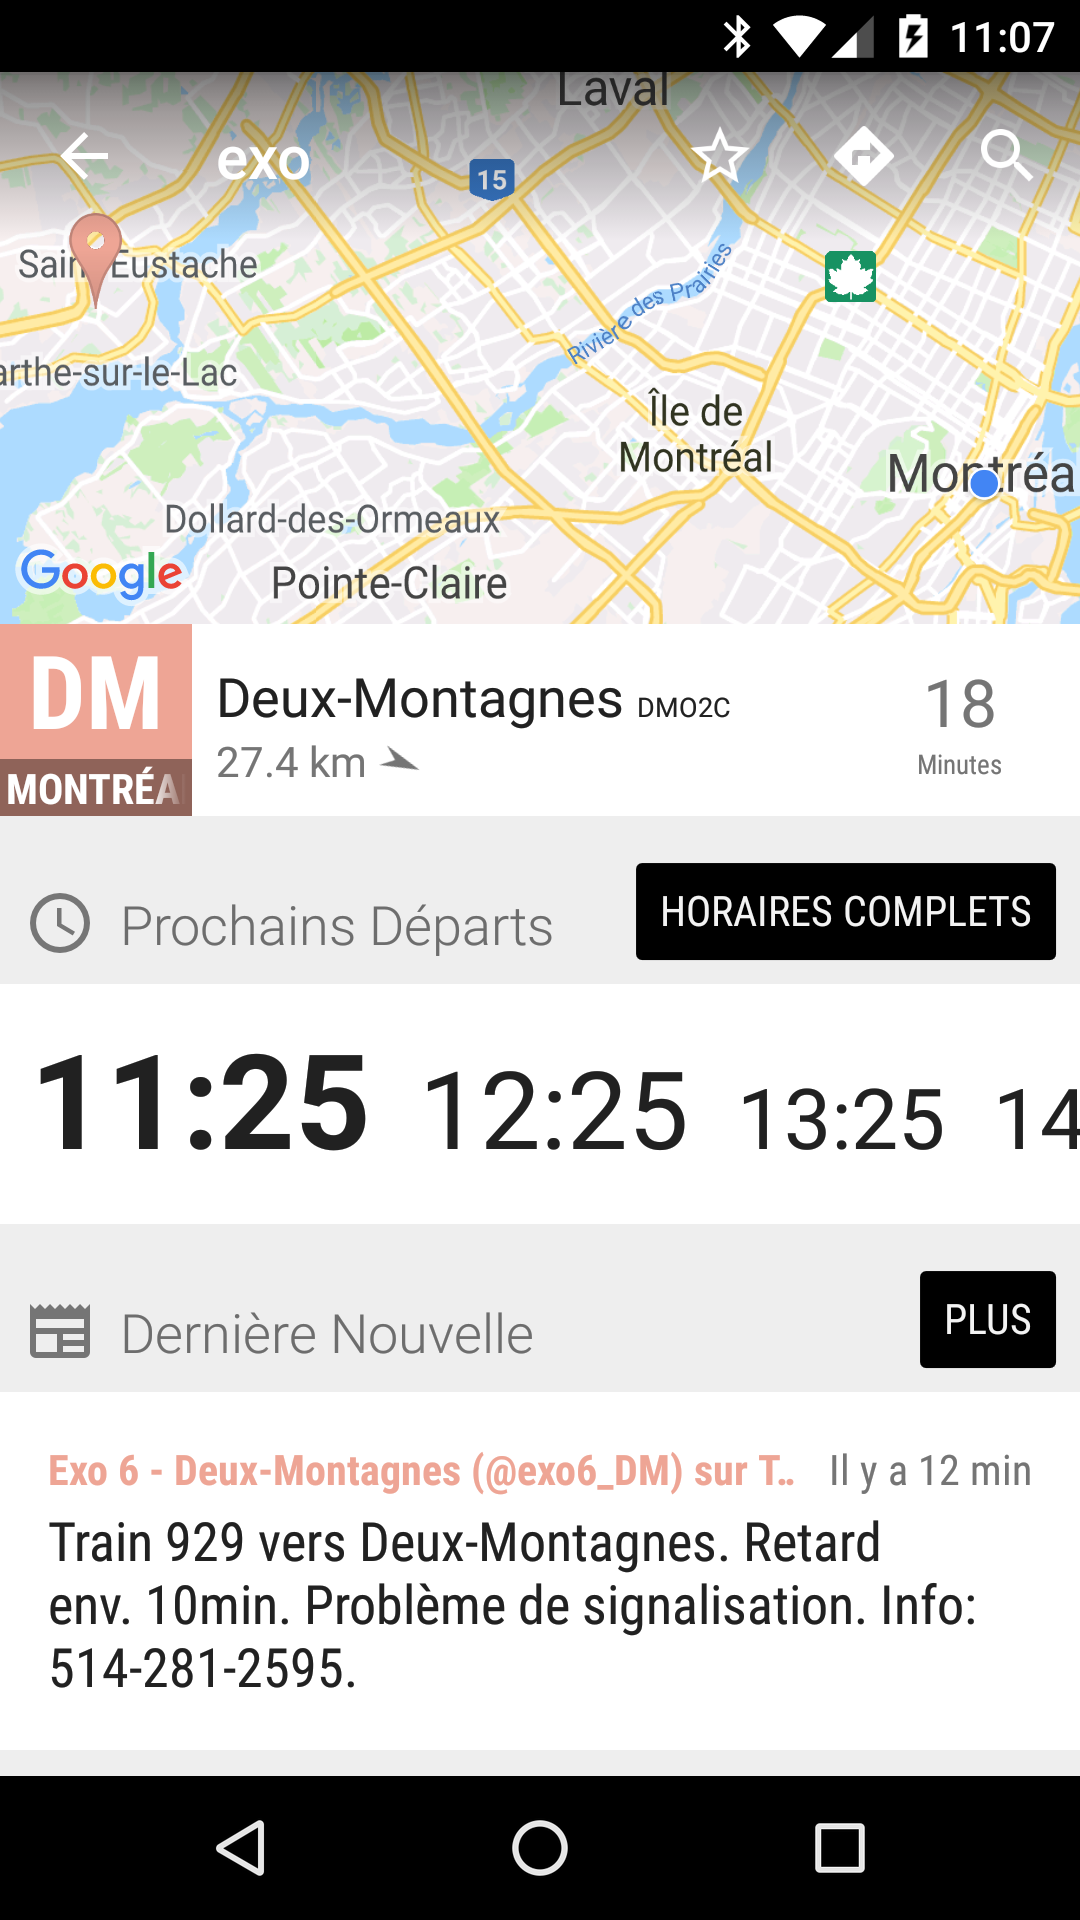 11:07
Laval
exo
15
Sain Eustache
Rivière des Prairies
arthe-sur-le-Lac
Île de
Montréal
Montréa
Dollard-des-Ormeaux
Google
Pointe-Claire
DM
MONTRÉA
Deux-Montagnes DMO2C
27.4 km
18
Minutes
Prochains Départs
HORAIRES COMPLETS
11:25 12:25 13:25 14
Dernière Nouvelle
PLUS
Exo 6 - Deux-Montagnes (@exo6_DM) sur T… Il y a 12 min
Train 929 vers Deux-Montagnes. Retard
env. 10min. Problème de signalisation. Info:
514-281-2595.